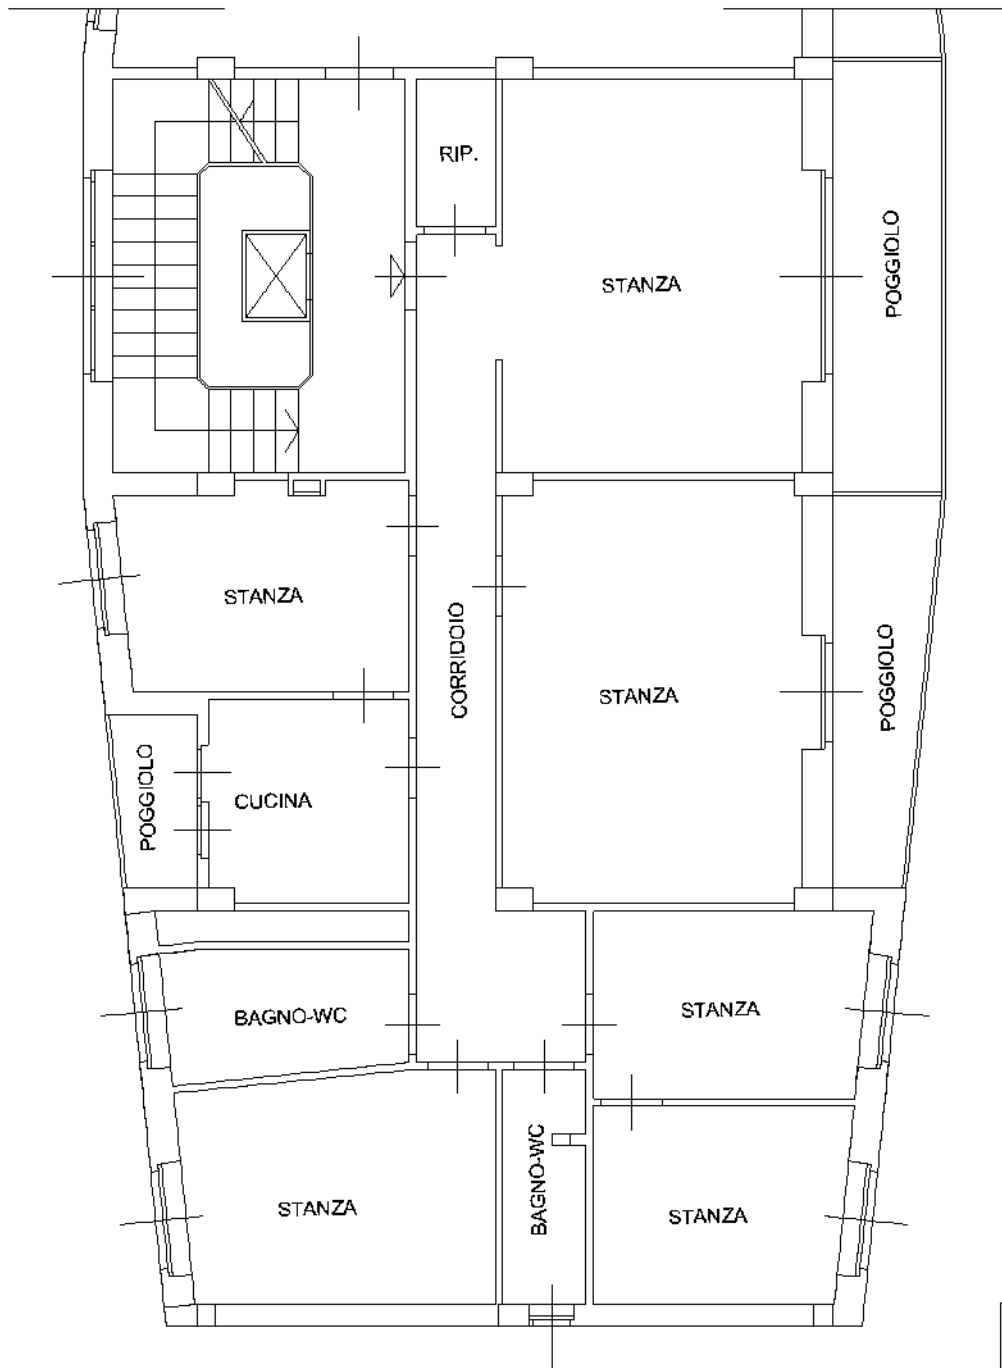 RIP.
STANZA
POGGIOLO
STANZA
CORRIDOIO
STANZA
POGGIOLO
POGGIOLO
CUCINA
BAGNO-WC
STANZA
STANZA
BAGNO-WC
STANZA